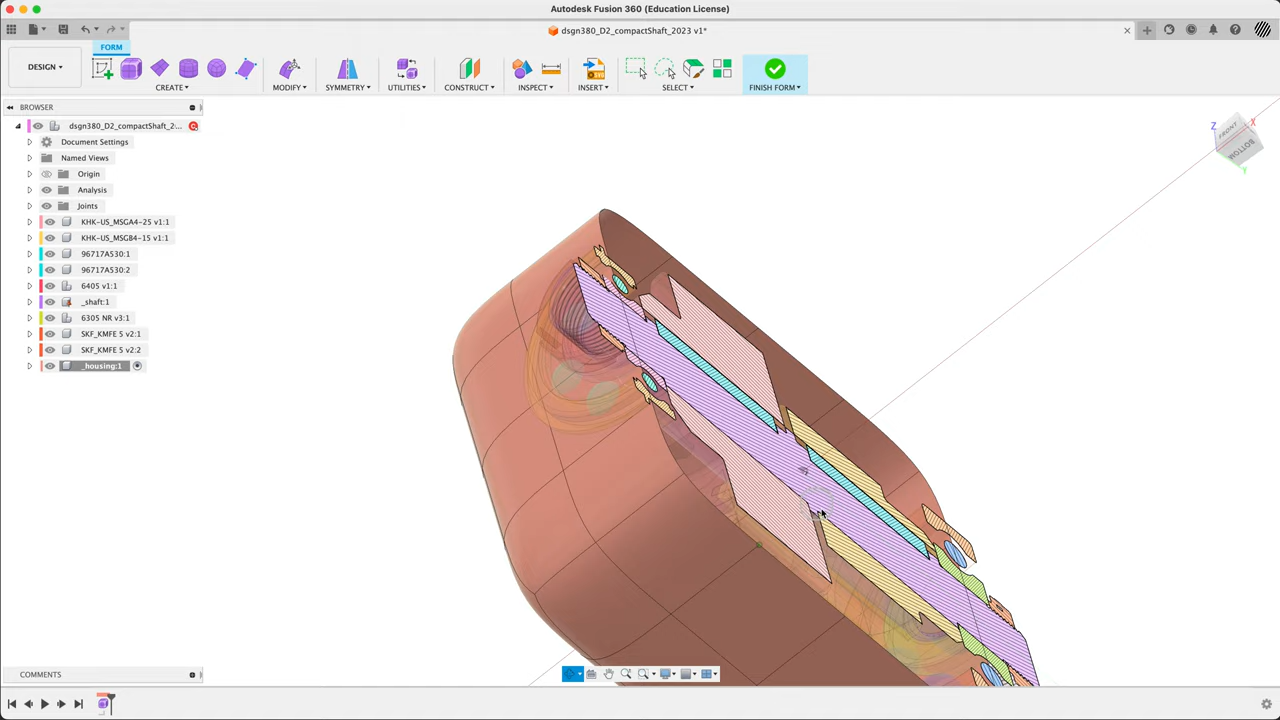 Autodesk Fusion 360 (Education License)
dsgn380_D2_compactShaft_2023 v1*
FORM
DESIGN
CREATE
MODIFY
SYMMETRY
UTILITIES
CONSTRUCT
INSPECT
INSERT
SELECT
FINISH FORM
BROWSER
dsgn380_D2_compactShaft_2...
Document Settings
Named Views
Origin
Analysis
Joints
KHK-US_MSGA4-25 v1:1
KHK-US_MSGB4-15 v1:1
96717A530:1
96717A530:2
6405 v1:1
_shaft:1
6305 NR v3:1
SKF_KMFE 5 v2:1
SKF_KMFE 5 v2:2
_housing:1
Z
X
FRONT
BOTTOM
Y
COMMENTS